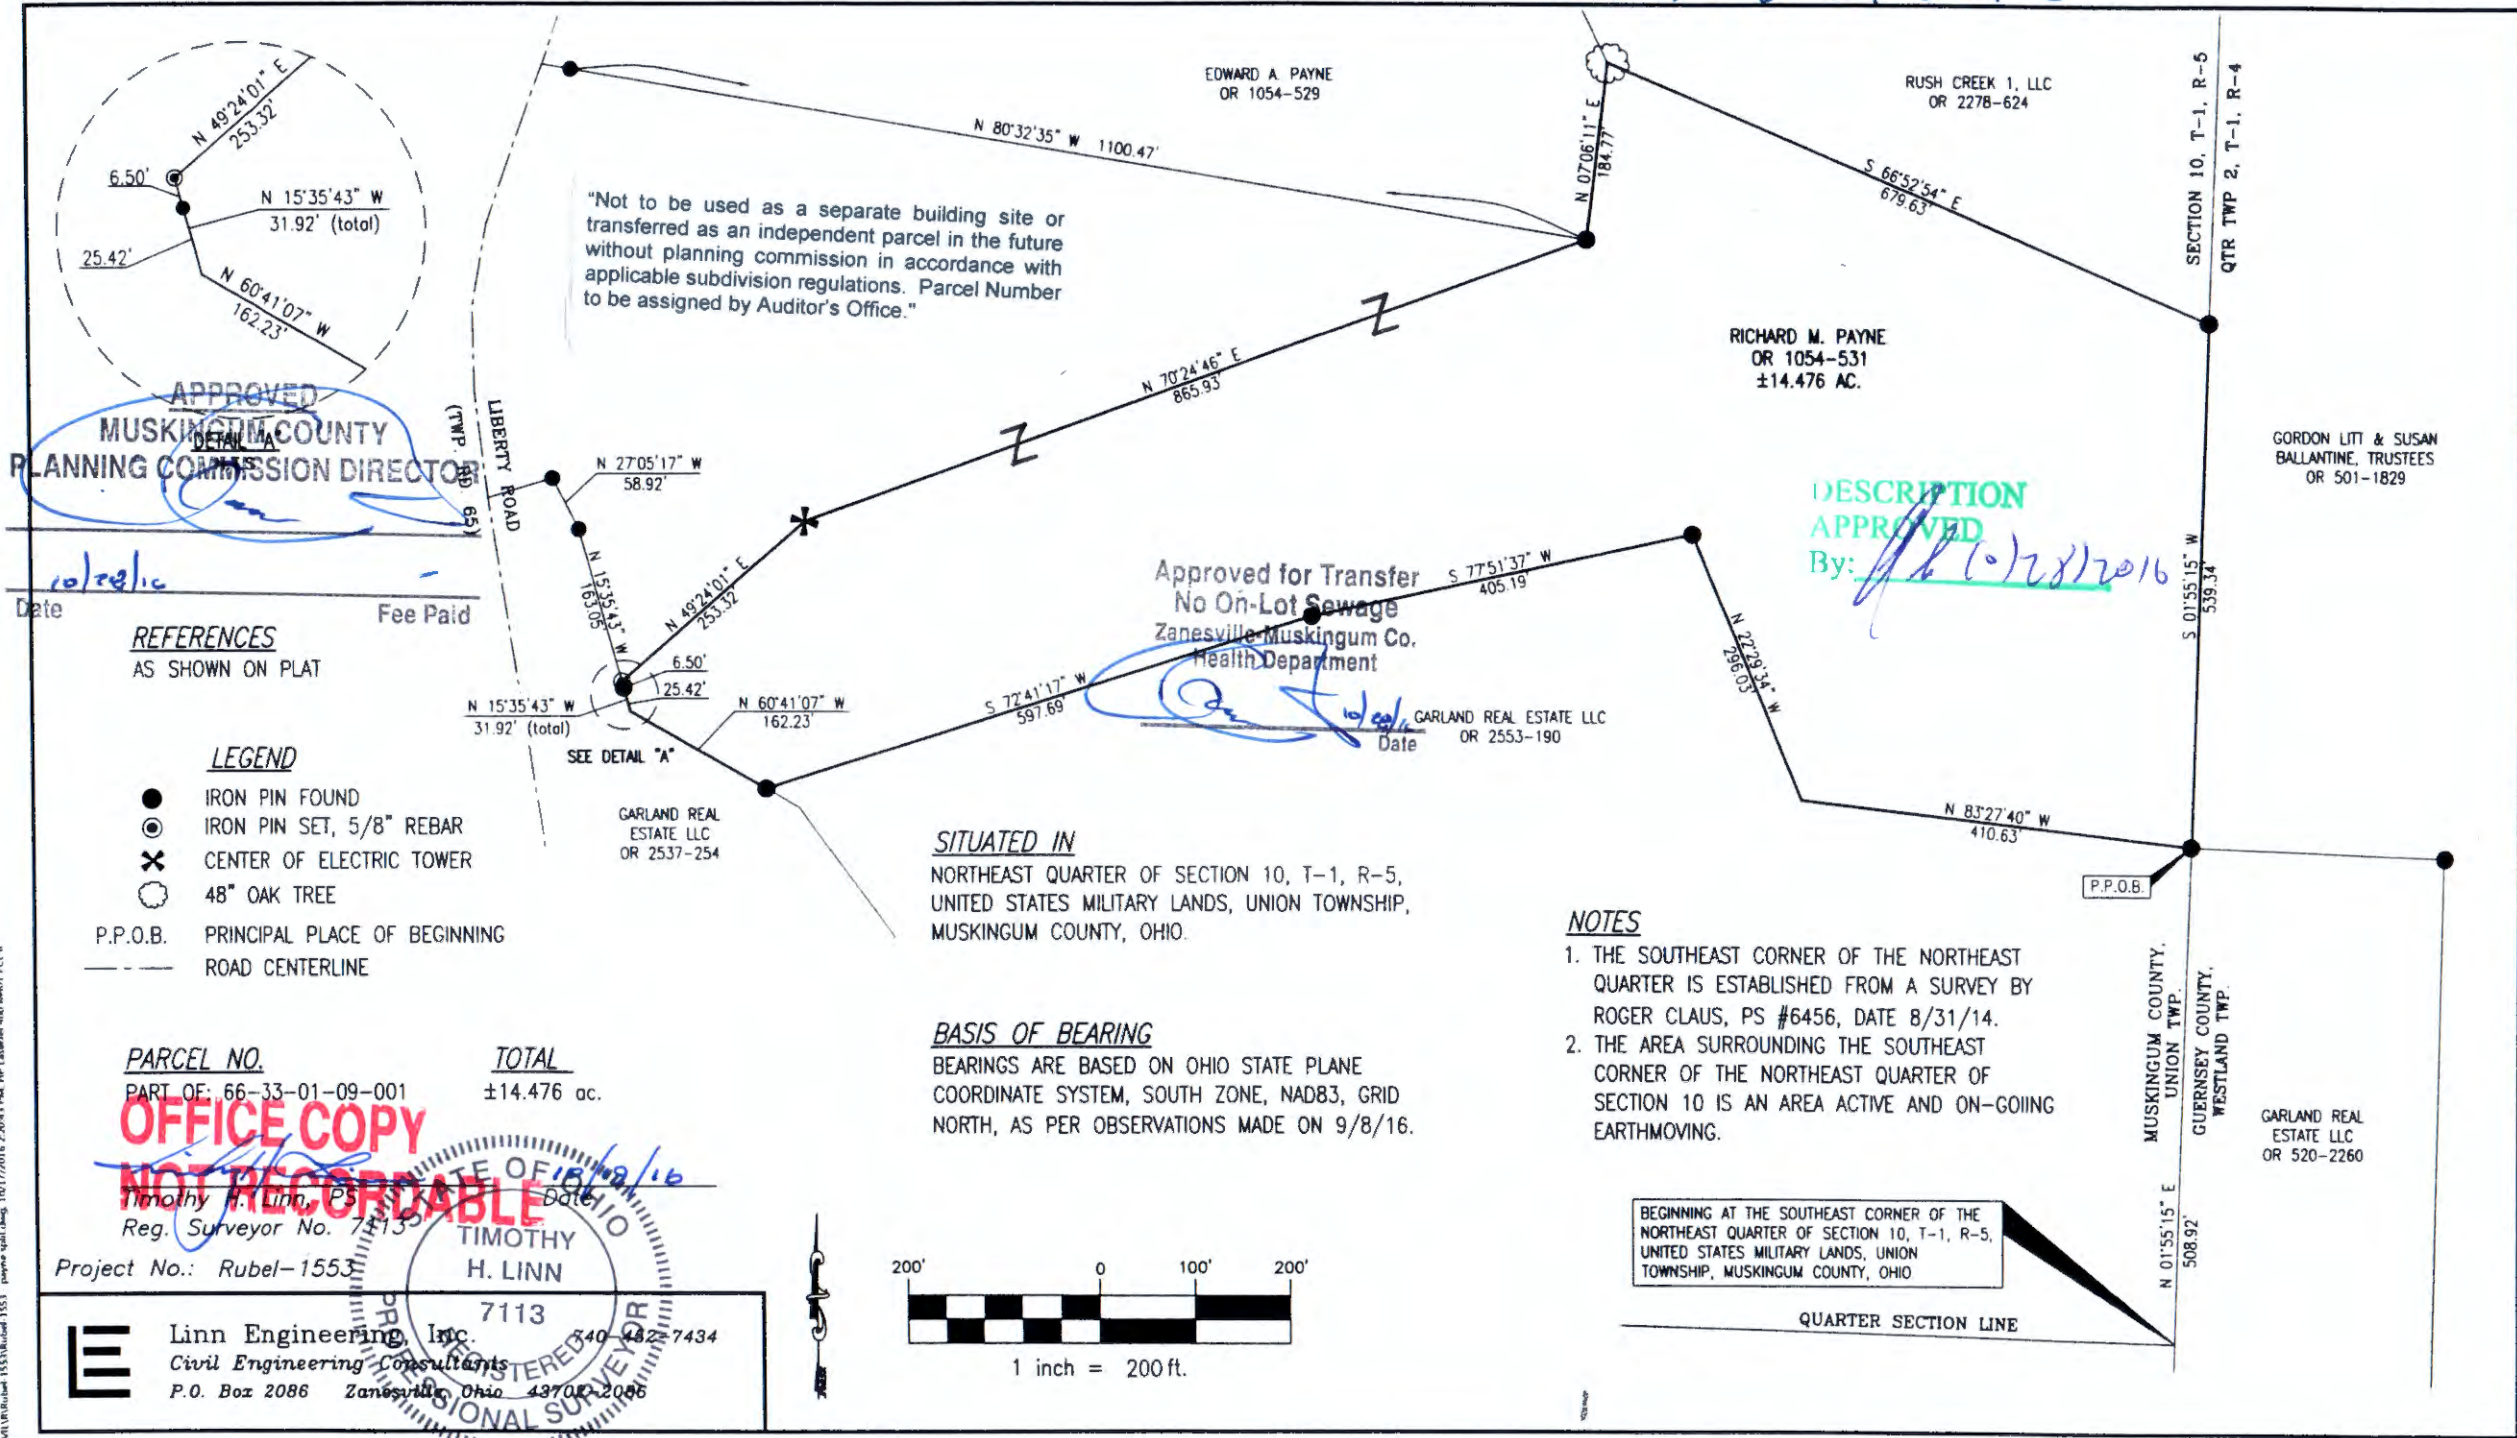 N 49°24'01" E
253.32'
6.50'
N 15°35'43" W
31.92' (total)
25.42'
N 60°41'07" W
162.23'
DETAIL "A"
APPROVED
MUSKINGUM COUNTY
PLANNING COMMISSION DIRECTOR
10/28/16
Date
Fee Paid
"Not to be used as a separate building site or
transferred as an independent parcel in the future
without planning commission in accordance with
applicable subdivision regulations. Parcel Number
to be assigned by Auditor's Office."
EDWARD A. PAYNE
OR 1054-529
N 80°32'35" W 1100.47'
N 07°06'11" E
184.77'
RUSH CREEK 1, LLC
OR 2278-624
S 66°52'54" E
679.63'
SECTION 10, T-1, R-5
QTR TWP 2, T-1, R-4
RICHARD M. PAYNE
OR 1054-531
±14.476 AC.
N 70°24'46" E
865.93'
LIBERTY ROAD
(TWP. RD. 65)
N 27°05'17" W
58.92'
N 15°35'43" W
163.05'
N 49°24'01" E
253.32'
6.50'
25.42'
N 15°35'43" W
31.92' (total)
N 60°41'07" W
162.23'
SEE DETAIL "A"
GARLAND REAL
ESTATE LLC
OR 2537-254
S 72°41'17" W
597.69'
Approved for Transfer
No On-Lot Sewage
Zanesville-Muskingum Co.
Health Department
10/28/16
Date
S 77°51'37" W
405.19'
GARLAND REAL ESTATE LLC
OR 2553-190
N 22°29'34" W
296.03'
DESCRIPTION
APPROVED
By: 10/28/2016
S 01°55'15" W
539.34'
GORDON LITT & SUSAN
BALLANTINE, TRUSTEES
OR 501-1829
N 83°27'40" W
410.63'
P.P.O.B.
REFERENCES
AS SHOWN ON PLAT
LEGEND
IRON PIN FOUND
IRON PIN SET, 5/8" REBAR
CENTER OF ELECTRIC TOWER
48" OAK TREE
P.P.O.B. PRINCIPAL PLACE OF BEGINNING
ROAD CENTERLINE
SITUATED IN
NORTHEAST QUARTER OF SECTION 10, T-1, R-5,
UNITED STATES MILITARY LANDS, UNION TOWNSHIP,
MUSKINGUM COUNTY, OHIO.
BASIS OF BEARING
BEARINGS ARE BASED ON OHIO STATE PLANE
COORDINATE SYSTEM, SOUTH ZONE, NAD83, GRID
NORTH, AS PER OBSERVATIONS MADE ON 9/8/16.
NOTES
1. THE SOUTHEAST CORNER OF THE NORTHEAST
QUARTER IS ESTABLISHED FROM A SURVEY BY
ROGER CLAUS, PS #6456, DATE 8/31/14.
2. THE AREA SURROUNDING THE SOUTHEAST
CORNER OF THE NORTHEAST QUARTER OF
SECTION 10 IS AN AREA ACTIVE AND ON-GOIING
EARTHMOVING.
MUSKINGUM COUNTY,
UNION TWP.
GUERNSEY COUNTY,
WESTLAND TWP.
GARLAND REAL
ESTATE LLC
OR 520-2260
N 01°55'15" E
508.92'
BEGINNING AT THE SOUTHEAST CORNER OF THE
NORTHEAST QUARTER OF SECTION 10, T-1, R-5,
UNITED STATES MILITARY LANDS, UNION
TOWNSHIP, MUSKINGUM COUNTY, OHIO
QUARTER SECTION LINE
PARCEL NO. TOTAL
PART OF: 66-33-01-09-001 ±14.476 ac.
OFFICE COPY
NOT RECORDABLE
Timothy H. Linn, PS Date
Reg. Surveyor No. 7113
Project No.: Rubel-1553
STATE OF OHIO
TIMOTHY
H. LINN
7113
REGISTERED
PROFESSIONAL SURVEYOR
Linn Engineering, Inc. 740-452-7434
Civil Engineering Consultants
P.O. Box 2086 Zanesville, Ohio 43702-2086
200' 0 100' 200'
1 inch = 200 ft.